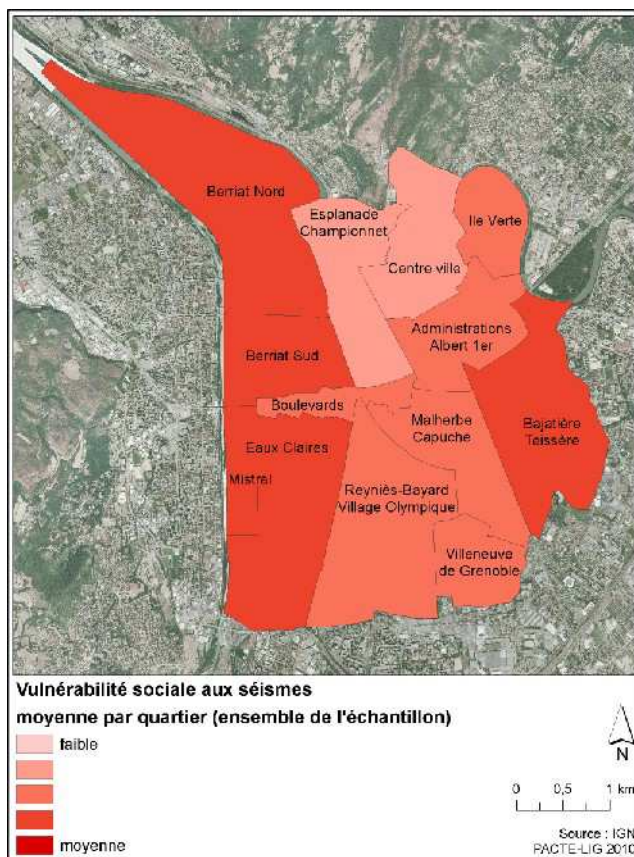 Berriat Nord
Esplanade
Championnet
Ile Verte
Centre ville
Administrations
Albert 1er
Berriat Sud
Boulevards
Malherbe
Capuche
Bajatière
Teissère
Eaux Claires
Mistral
Reyniès-Bayard
Village Olympique
Villeneuve
de Grenoble
Vulnérabilité sociale aux séismes
moyenne par quartier (ensemble de l'échantillon)
faible
moyenne
N
0 0,5 1 km
Source : IGN
PACTE-LIG 2010